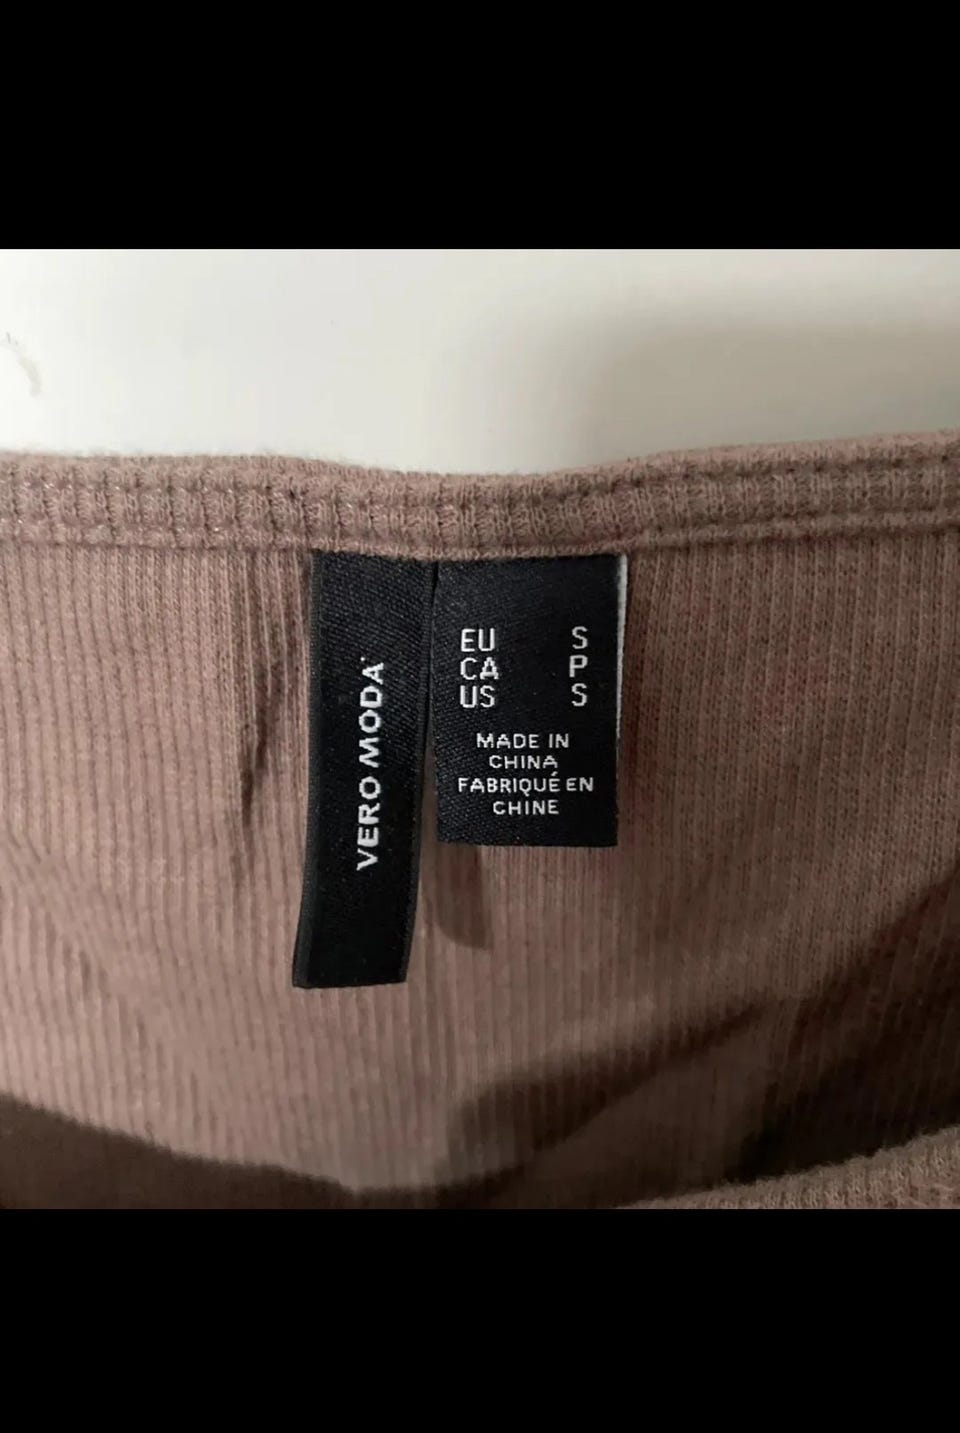 VERO MODA
EU S
CA P
US S
MADE IN
CHINA
FABRIQUÉ EN
CHINE